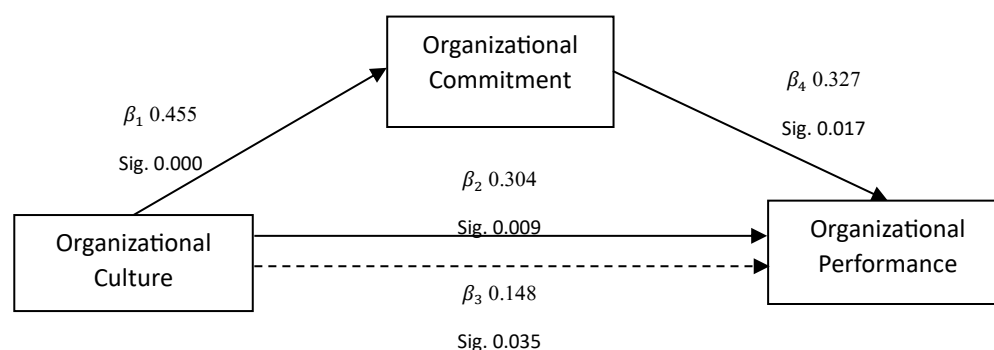 Organizational
Commitment
β₁ 0.455
Sig. 0.000
β₄ 0.327
Sig. 0.017
β₂ 0.304
Sig. 0.009
Organizational
Culture
Organizational
Performance
β₃ 0.148
Sig. 0.035